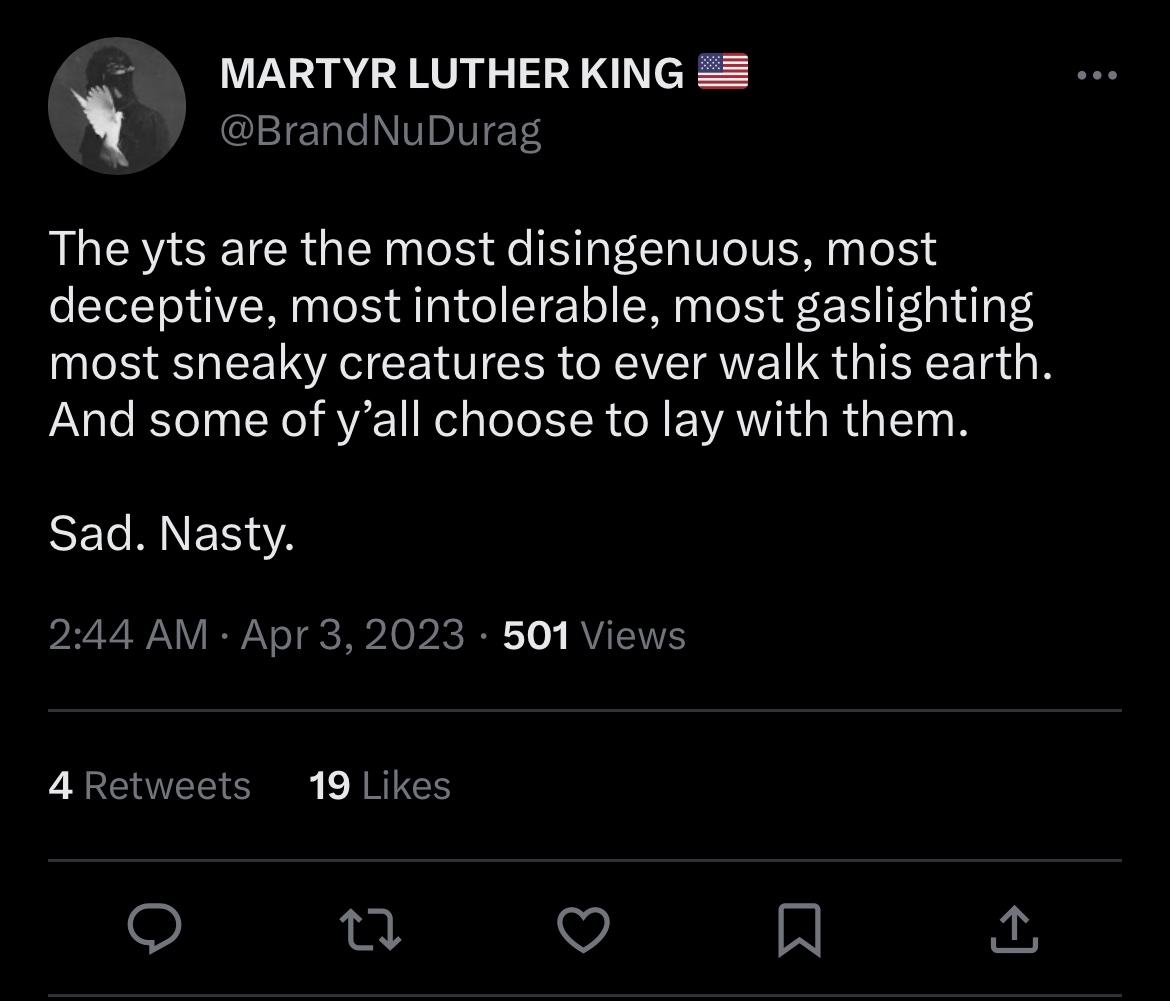 MARTYR LUTHER KING 🇺🇸
@BrandNuDurag
The yts are the most disingenuous, most
deceptive, most intolerable, most gaslighting
most sneaky creatures to ever walk this earth.
And some of y’all choose to lay with them.
Sad. Nasty.
2:44 AM · Apr 3, 2023 · 501 Views
4 Retweets 19 Likes